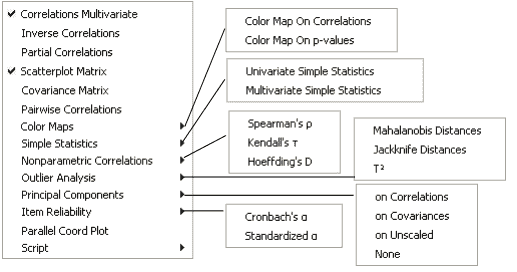 Correlations Multivariate
Inverse Correlations
Partial Correlations
Scatterplot Matrix
Covariance Matrix
Pairwise Correlations
Color Maps
Simple Statistics
Nonparametric Correlations
Outlier Analysis
Principal Components
Item Reliability
Parallel Coord Plot
Script
Color Map On Correlations
Color Map On p-values
Univariate Simple Statistics
Multivariate Simple Statistics
Spearman's ρ
Kendall's τ
Hoeffding's D
Mahalanobis Distances
Jackknife Distances
T²
on Correlations
on Covariances
on Unscaled
None
Cronbach's α
Standardized α